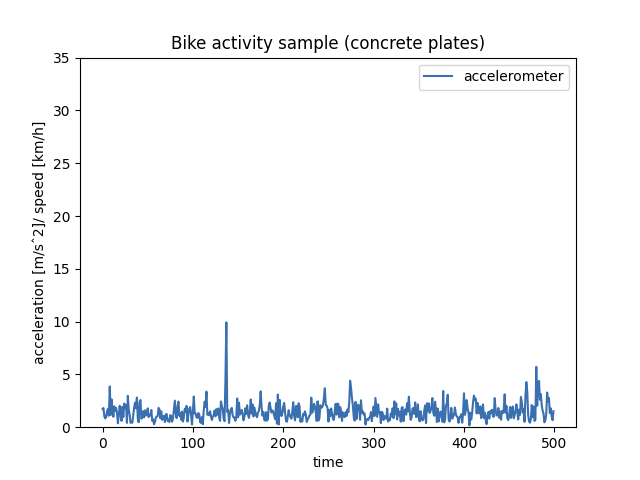 Bike activity sample (concrete plates)
accelerometer
acceleration [m/sˆ2]/ speed [km/h]
35
30
25
20
15
10
5
0
0 100 200 300 400 500
time